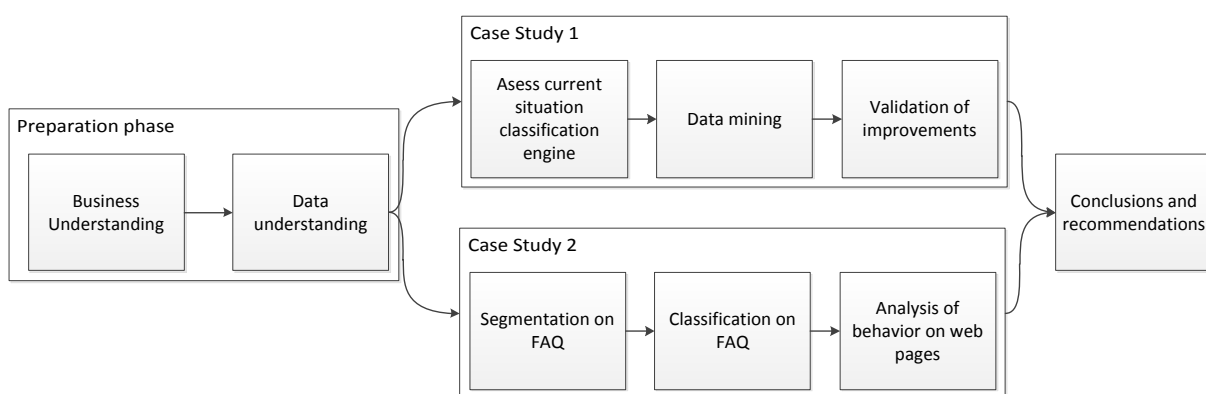 Preparation phase
Business
Understanding
Data
understanding
Case Study 1
Asess current
situation
classification
engine
Data mining
Validation of
improvements
Case Study 2
Segmentation on
FAQ
Classification on
FAQ
Analysis of
behavior on web
pages
Conclusions and
recommendations